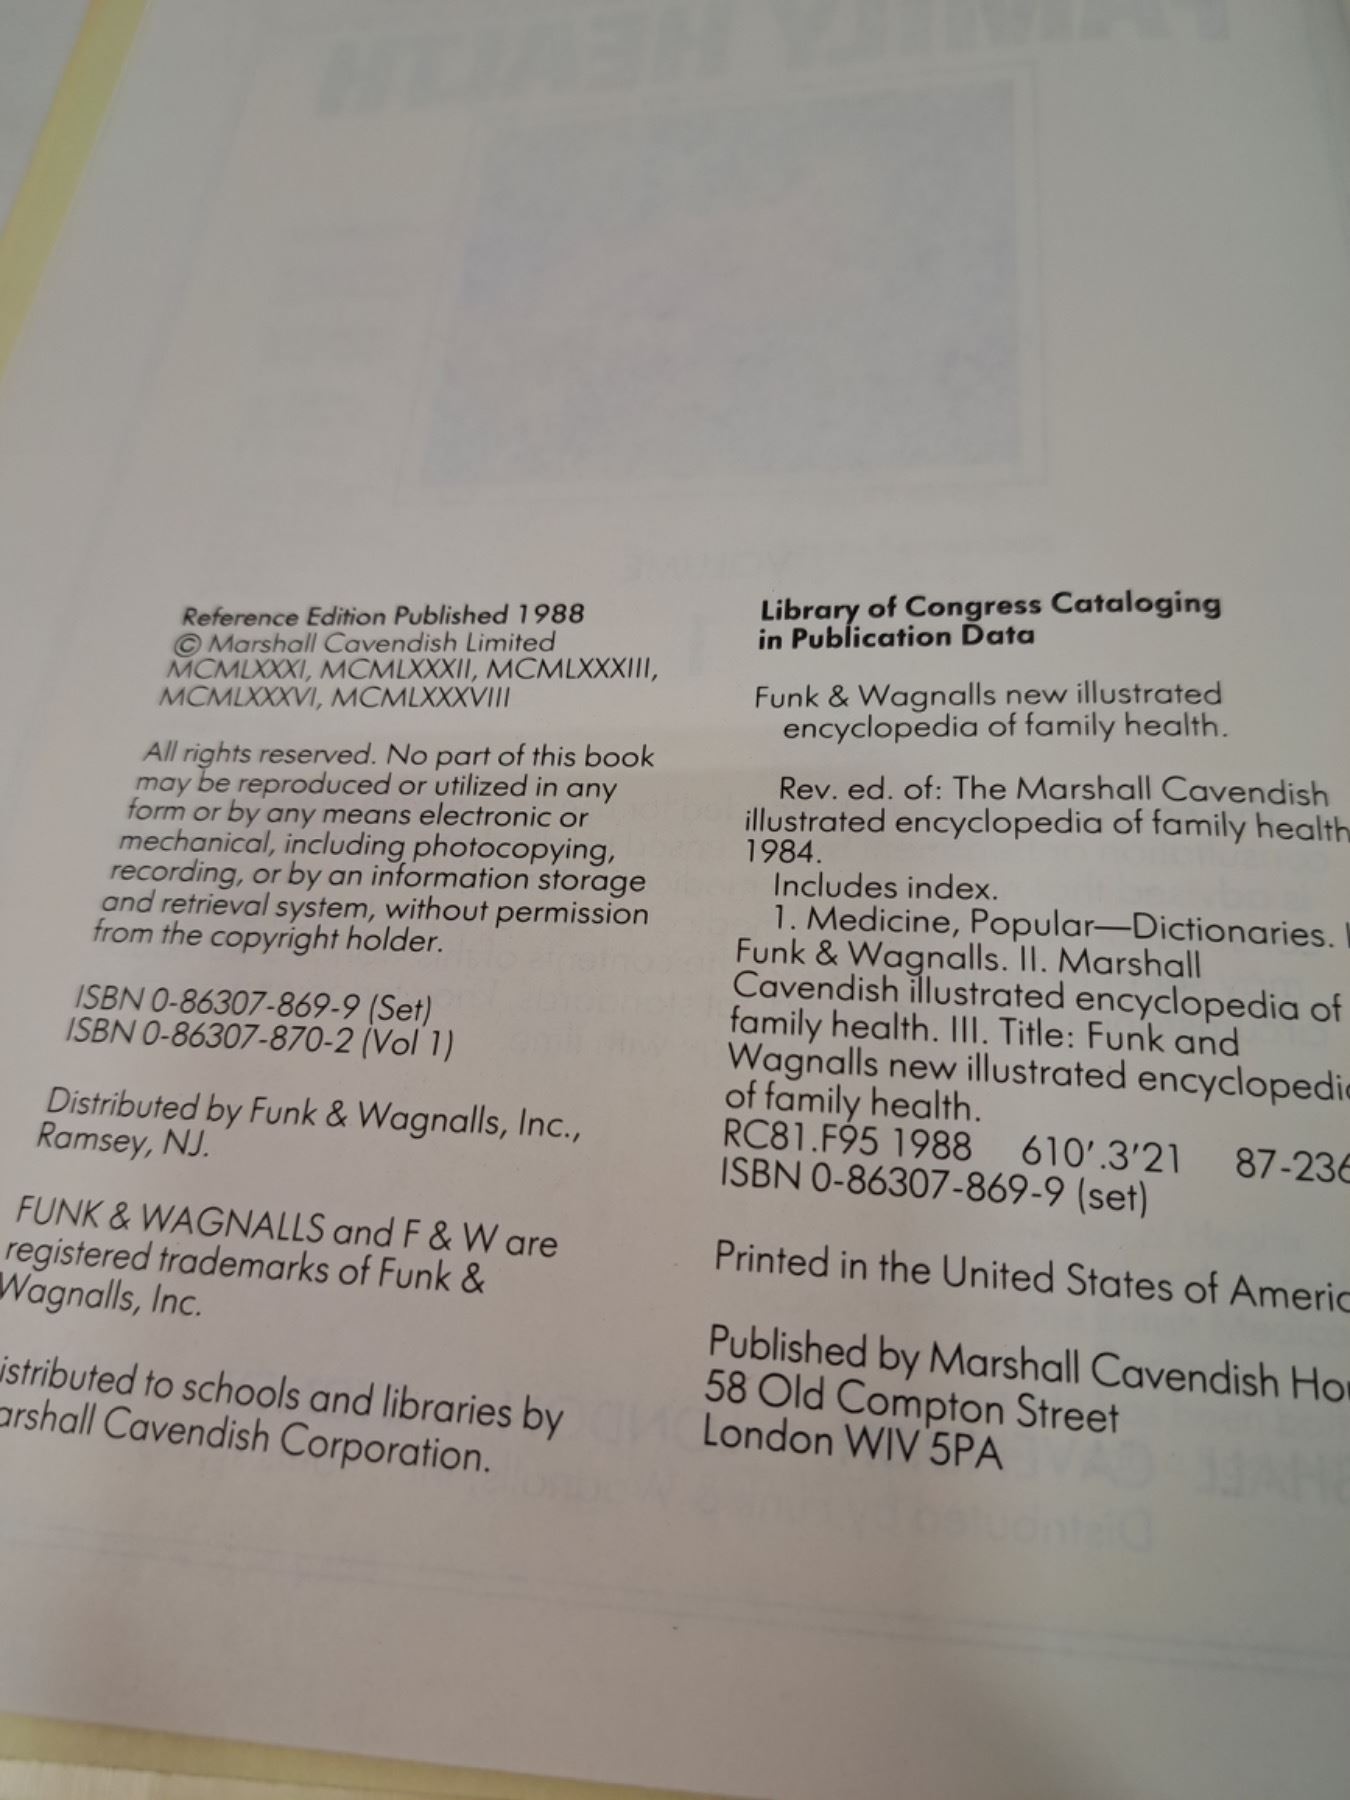 Reference Edition Published 1988
© Marshall Cavendish Limited
MCMLXXXI, MCMLXXXII, MCMLXXXIII,
MCMLXXXVI, MCMLXXXVIII
All rights reserved. No part of this book
may be reproduced or utilized in any
form or by any means electronic or
mechanical, including photocopying,
recording, or by an information storage
and retrieval system, without permission
from the copyright holder.
ISBN 0-86307-869-9 (Set)
ISBN 0-86307-870-2 (Vol 1)
Distributed by Funk & Wagnalls, Inc.,
Ramsey, NJ.
FUNK & WAGNALLS and F & W are
registered trademarks of Funk &
Wagnalls, Inc.
istributed to schools and libraries by
arshall Cavendish Corporation.
Library of Congress Cataloging
in Publication Data
Funk & Wagnalls new illustrated
encyclopedia of family health.
Rev. ed. of: The Marshall Cavendish
illustrated encyclopedia of family health
1984.
Includes index.
1. Medicine, Popular—Dictionaries.
Funk & Wagnalls. II. Marshall
Cavendish illustrated encyclopedia of
family health. III. Title: Funk and
Wagnalls new illustrated encyclopedi
of family health.
RC81.F95 1988 610'.3'21 87-236
ISBN 0-86307-869-9 (set)
Printed in the United States of Americ
Published by Marshall Cavendish Ho
58 Old Compton Street
London WIV 5PA